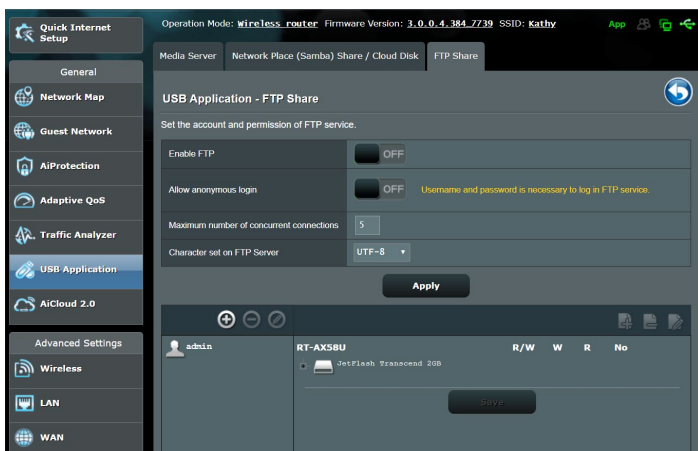 Quick Internet
Setup
Operation Mode: Wireless router Firmware Version: 3.0.0.4.384_7739 SSID: Kathy
App
Media Server
Network Place (Samba) Share / Cloud Disk
FTP Share
General
Network Map
Guest Network
AiProtection
Adaptive QoS
Traffic Analyzer
USB Application
AiCloud 2.0
Advanced Settings
Wireless
LAN
WAN
USB Application - FTP Share
Set the account and permission of FTP service.
Enable FTP
OFF
Allow anonymous login
OFF
Username and password is necessary to log in FTP service.
Maximum number of concurrent connections
5
Character set on FTP Server
UTF-8
Apply
admin
RT-AX58U
R/W W R No
JetFlash Transcend 2GB
Save